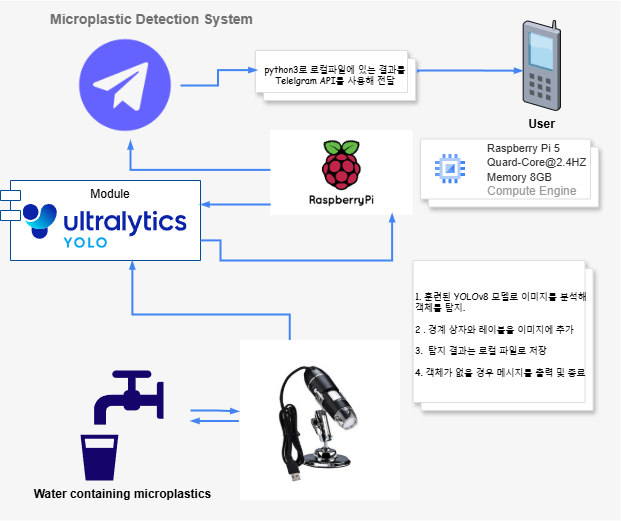 Microplastic Detection System
python3로 로컬파일에 있는 결과를
Telelgram API를 사용해 전달
User
RaspberryPi
Raspberry Pi 5
Quard-Core@2.4HZ
Memory 8GB
Compute Engine
Module
ultralytics
YOLO
1. 훈련된 YOLOv8 모델로 이미지를 분석해
객체를 탐지.
2 . 경계 상자와 레이블을 이미지에 추가
3. 탐지 결과는 로컬 파일로 저장
4. 객체가 없을 경우 메시지를 출력 및 종료
Water containing microplastics